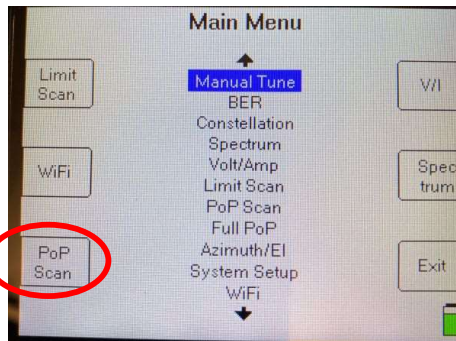 Main Menu
Limit
Scan
WiFi
PoP
Scan
Manual Tune
BER
Constellation
Spectrum
Volt/Amp
Limit Scan
PoP Scan
Full PoP
Azimuth/El
System Setup
WiFi
V/I
Spec
trum
Exit